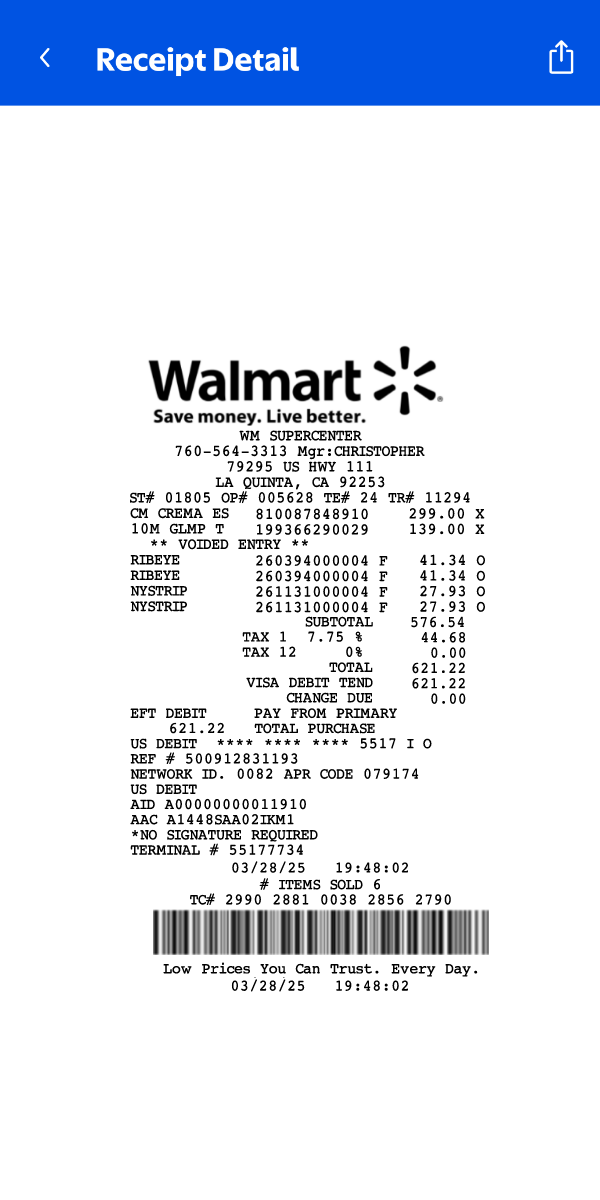 Receipt Detail
Walmart
Save money. Live better.
WM SUPERCENTER
760-564-3313 Mgr:CHRISTOPHER
79295 US HWY 111
LA QUINTA, CA 92253
ST# 01805 OP# 005628 TE# 24 TR# 11294
CM CREMA ES 810087848910 299.00 X
10M GLMP T 199366290029 139.00 X
** VOIDED ENTRY **
RIBEYE 260394000004 F 41.34 O
RIBEYE 260394000004 F 41.34 O
NYSTRIP 261131000004 F 27.93 O
NYSTRIP 261131000004 F 27.93 O
SUBTOTAL 576.54
TAX 1 7.75 % 44.68
TAX 12 0% 0.00
TOTAL 621.22
VISA DEBIT TEND 621.22
CHANGE DUE 0.00
EFT DEBIT PAY FROM PRIMARY
621.22 TOTAL PURCHASE
US DEBIT **** **** **** 5517 I O
REF # 500912831193
NETWORK ID. 0082 APR CODE 079174
US DEBIT
AID A00000000011910
AAC A1448SAA02IKM1
*NO SIGNATURE REQUIRED
TERMINAL # 55177734
03/28/25 19:48:02
# ITEMS SOLD 6
TC# 2990 2881 0038 2856 2790
Low Prices You Can Trust. Every Day.
03/28/25 19:48:02